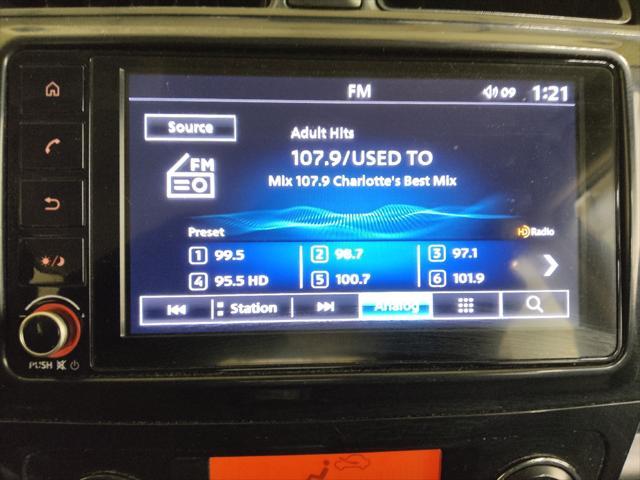 FM 09 1:21
Source
Adult Hits
FM
107.9/USED TO
Mix 107.9 Charlotte's Best Mix
Preset HD Radio
1 99.5 2 98.7 3 97.1
4 95.5 HD 5 100.7 6 101.9
Station Analog
PUSH